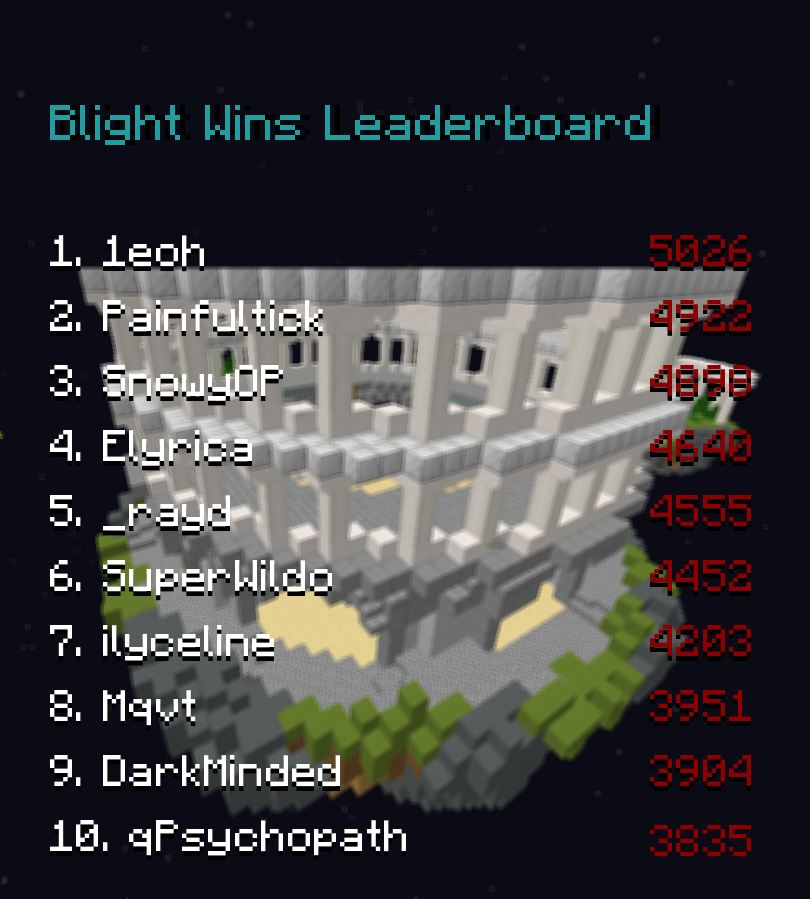 Blight Wins Leaderboard
1. 1eoh 5026
2. Painfultick 4922
3. SnowyOP 4898
4. Elyrica 4640
5. _rayd 4555
6. SuperWildo 4452
7. ilyceline 4203
8. Mqvt 3951
9. DarkMinded 3904
10. qPsychopath 3835